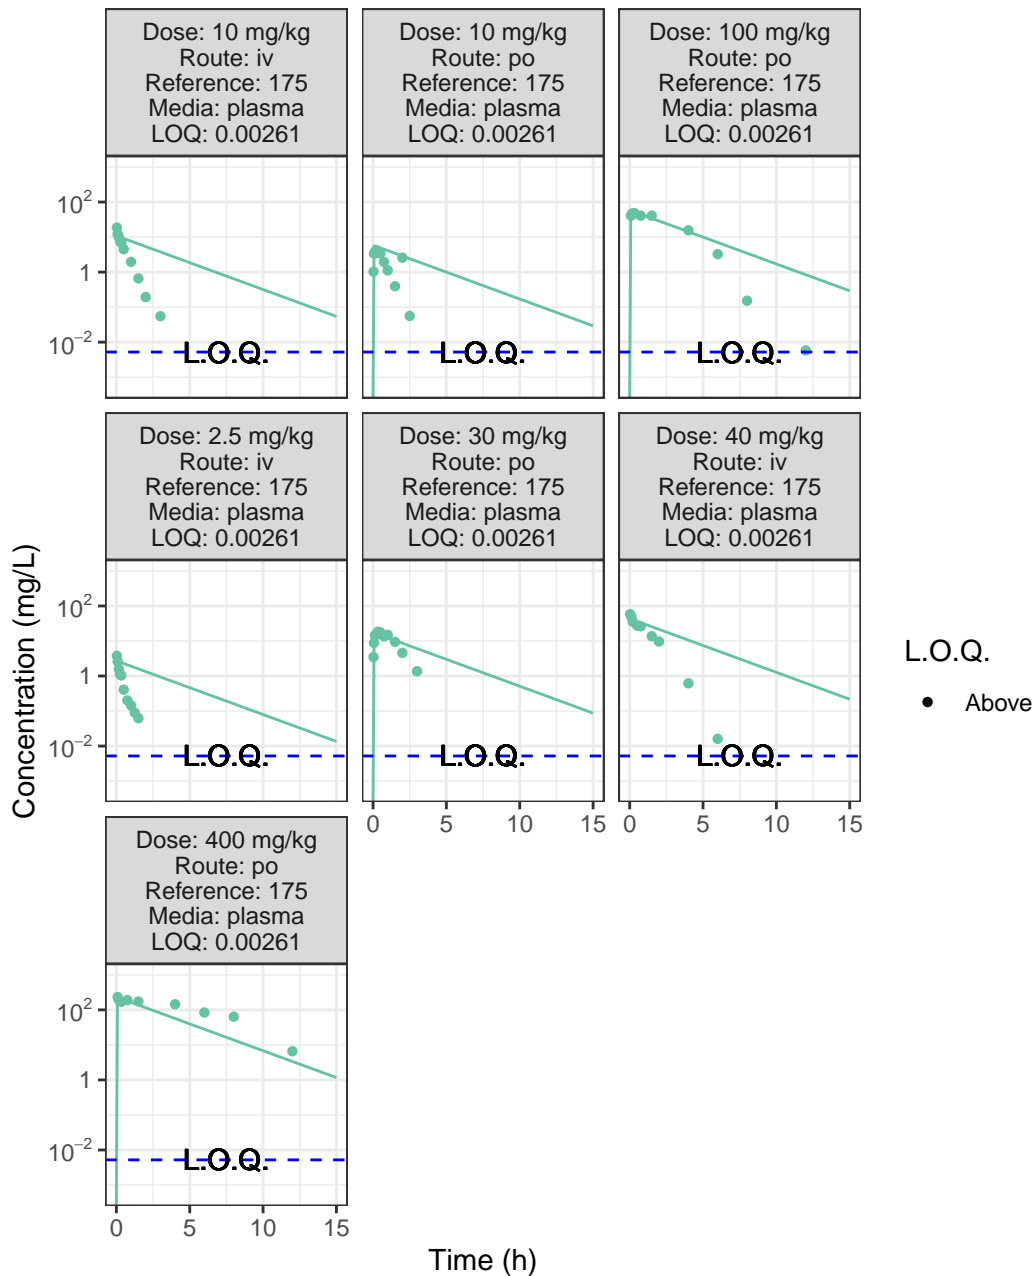 Dose: 10 mg/kg
Route: iv
Reference: 175
Media: plasma
LOQ: 0.00261
Dose: 10 mg/kg
Route: po
Reference: 175
Media: plasma
LOQ: 0.00261
Dose: 100 mg/kg
Route: po
Reference: 175
Media: plasma
LOQ: 0.00261
10²
1
10⁻²
L.O.Q.
L.O.Q.
L.O.Q.
Dose: 2.5 mg/kg
Route: iv
Reference: 175
Media: plasma
LOQ: 0.00261
Dose: 30 mg/kg
Route: po
Reference: 175
Media: plasma
LOQ: 0.00261
Dose: 40 mg/kg
Route: iv
Reference: 175
Media: plasma
LOQ: 0.00261
10²
1
10⁻²
L.O.Q.
L.O.Q.
L.O.Q.
0 5 10 15
0 5 10 15
Dose: 400 mg/kg
Route: po
Reference: 175
Media: plasma
LOQ: 0.00261
10²
1
10⁻²
L.O.Q.
0 5 10 15
Time (h)
Concentration (mg/L)
L.O.Q.
Above